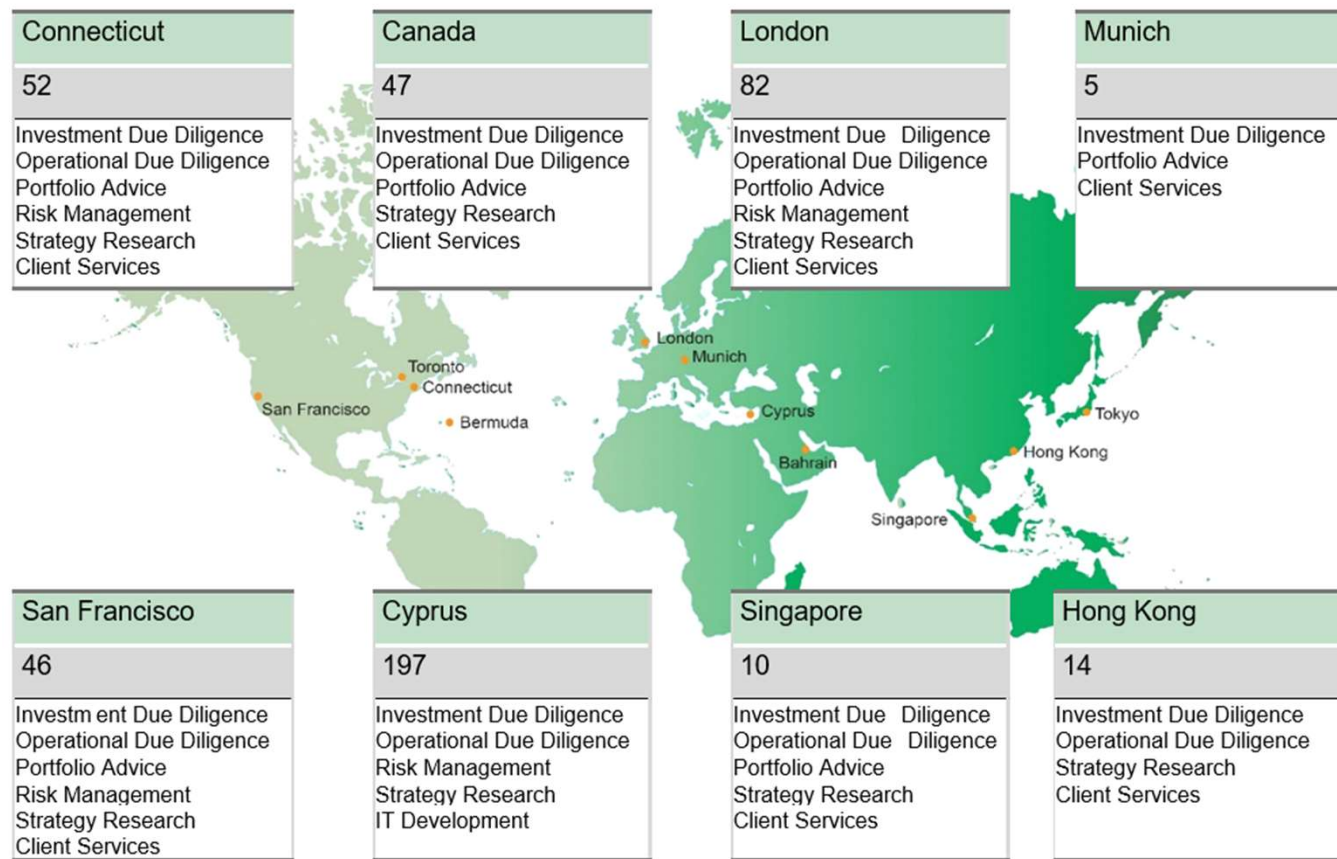 Connecticut
52
Investment Due Diligence
Operational Due Diligence
Portfolio Advice
Risk Management
Strategy Research
Client Services
Canada
47
Investment Due Diligence
Operational Due Diligence
Portfolio Advice
Strategy Research
Client Services
London
82
Investment Due Diligence
Operational Due Diligence
Portfolio Advice
Risk Management
Strategy Research
Client Services
Munich
5
Investment Due Diligence
Portfolio Advice
Client Services
London
Munich
Toronto
Connecticut
San Francisco
Bermuda
Cyprus
Tokyo
Bahrain
Hong Kong
Singapore
San Francisco
46
Investment Due Diligence
Operational Due Diligence
Portfolio Advice
Risk Management
Strategy Research
Client Services
Cyprus
197
Investment Due Diligence
Operational Due Diligence
Risk Management
Strategy Research
IT Development
Singapore
10
Investment Due Diligence
Operational Due Diligence
Portfolio Advice
Strategy Research
Client Services
Hong Kong
14
Investment Due Diligence
Operational Due Diligence
Strategy Research
Client Services